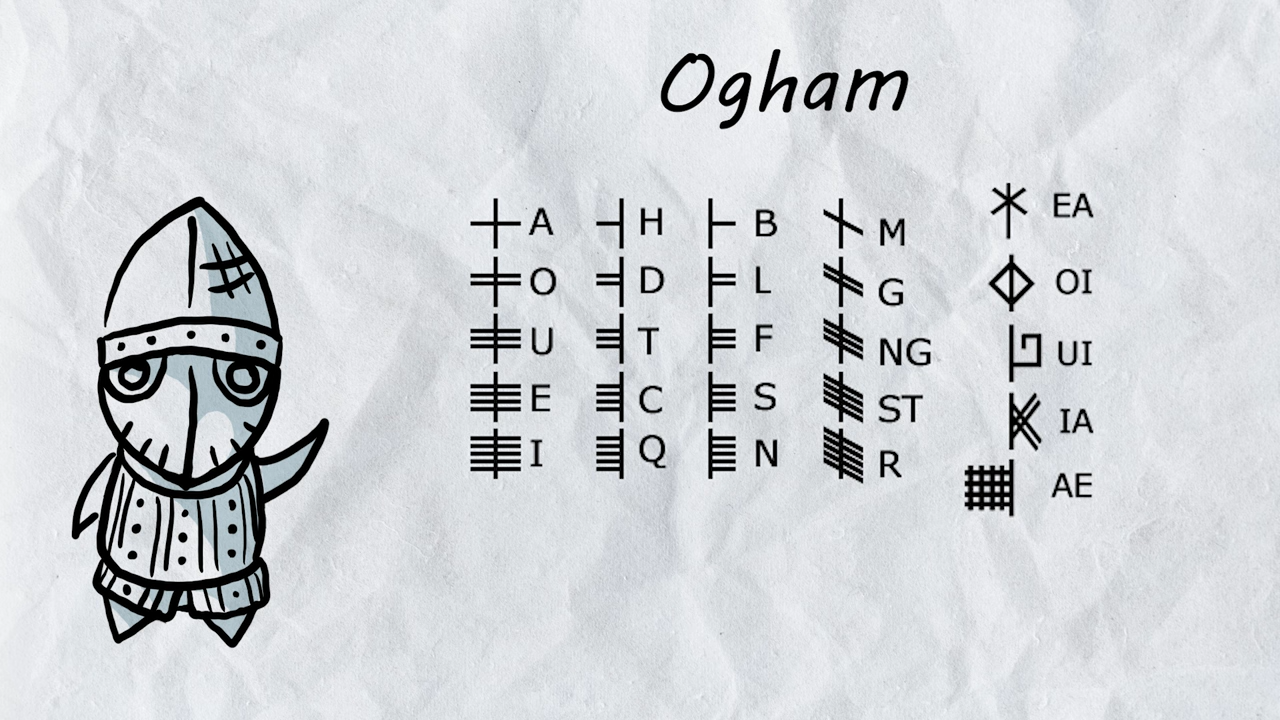 Ogham
A H B M EA
O D L G OI
U T F NG UI
E C S ST IA
I Q N R AE